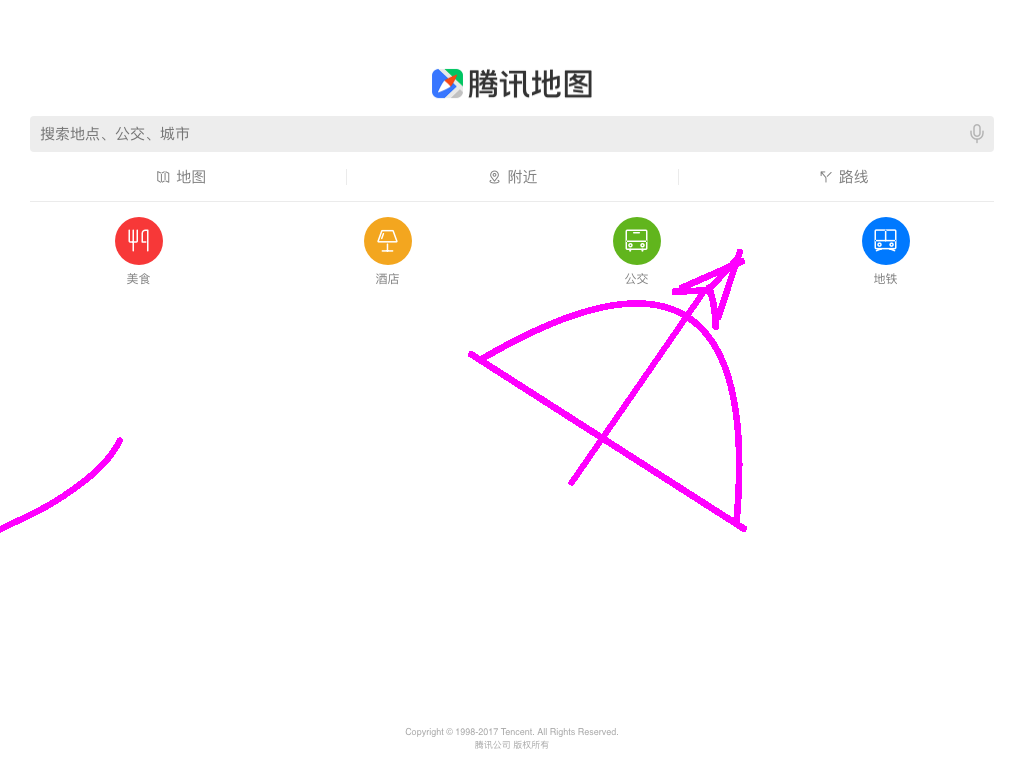 腾讯地图
搜索地点、公交、城市
地图 附近 路线
美食 酒店 公交 地铁
Copyright © 1998-2017 Tencent. All Rights Reserved.
腾讯公司 版权所有